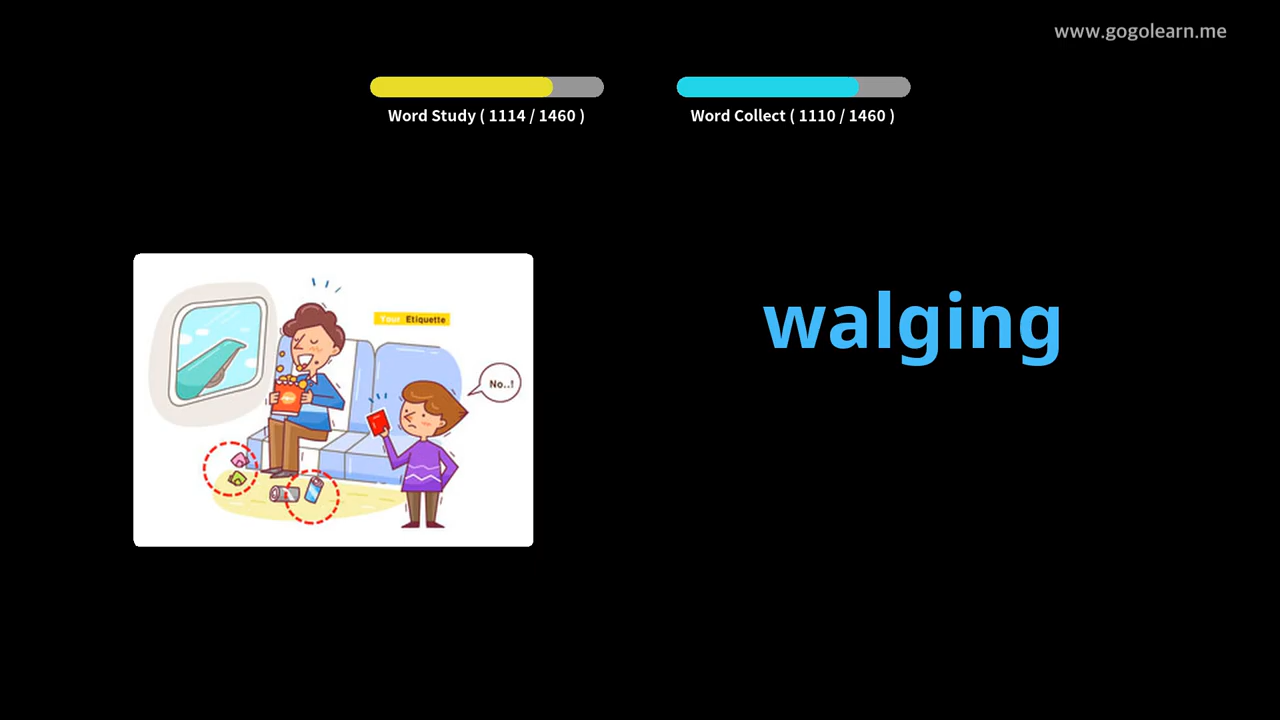 www.gogolearn.me
Word Study ( 1114 / 1460 )
Word Collect ( 1110 / 1460 )
Your Etiquette
No..!
walging